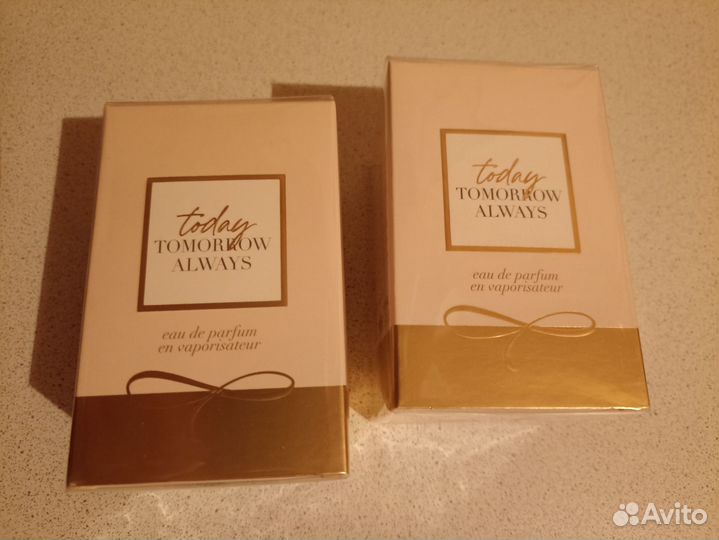 today
TOMORROW
ALWAYS
eau de parfum
en vaporisateur
today
TOMORROW
ALWAYS
eau de parfum
en vaporisateur
Avito